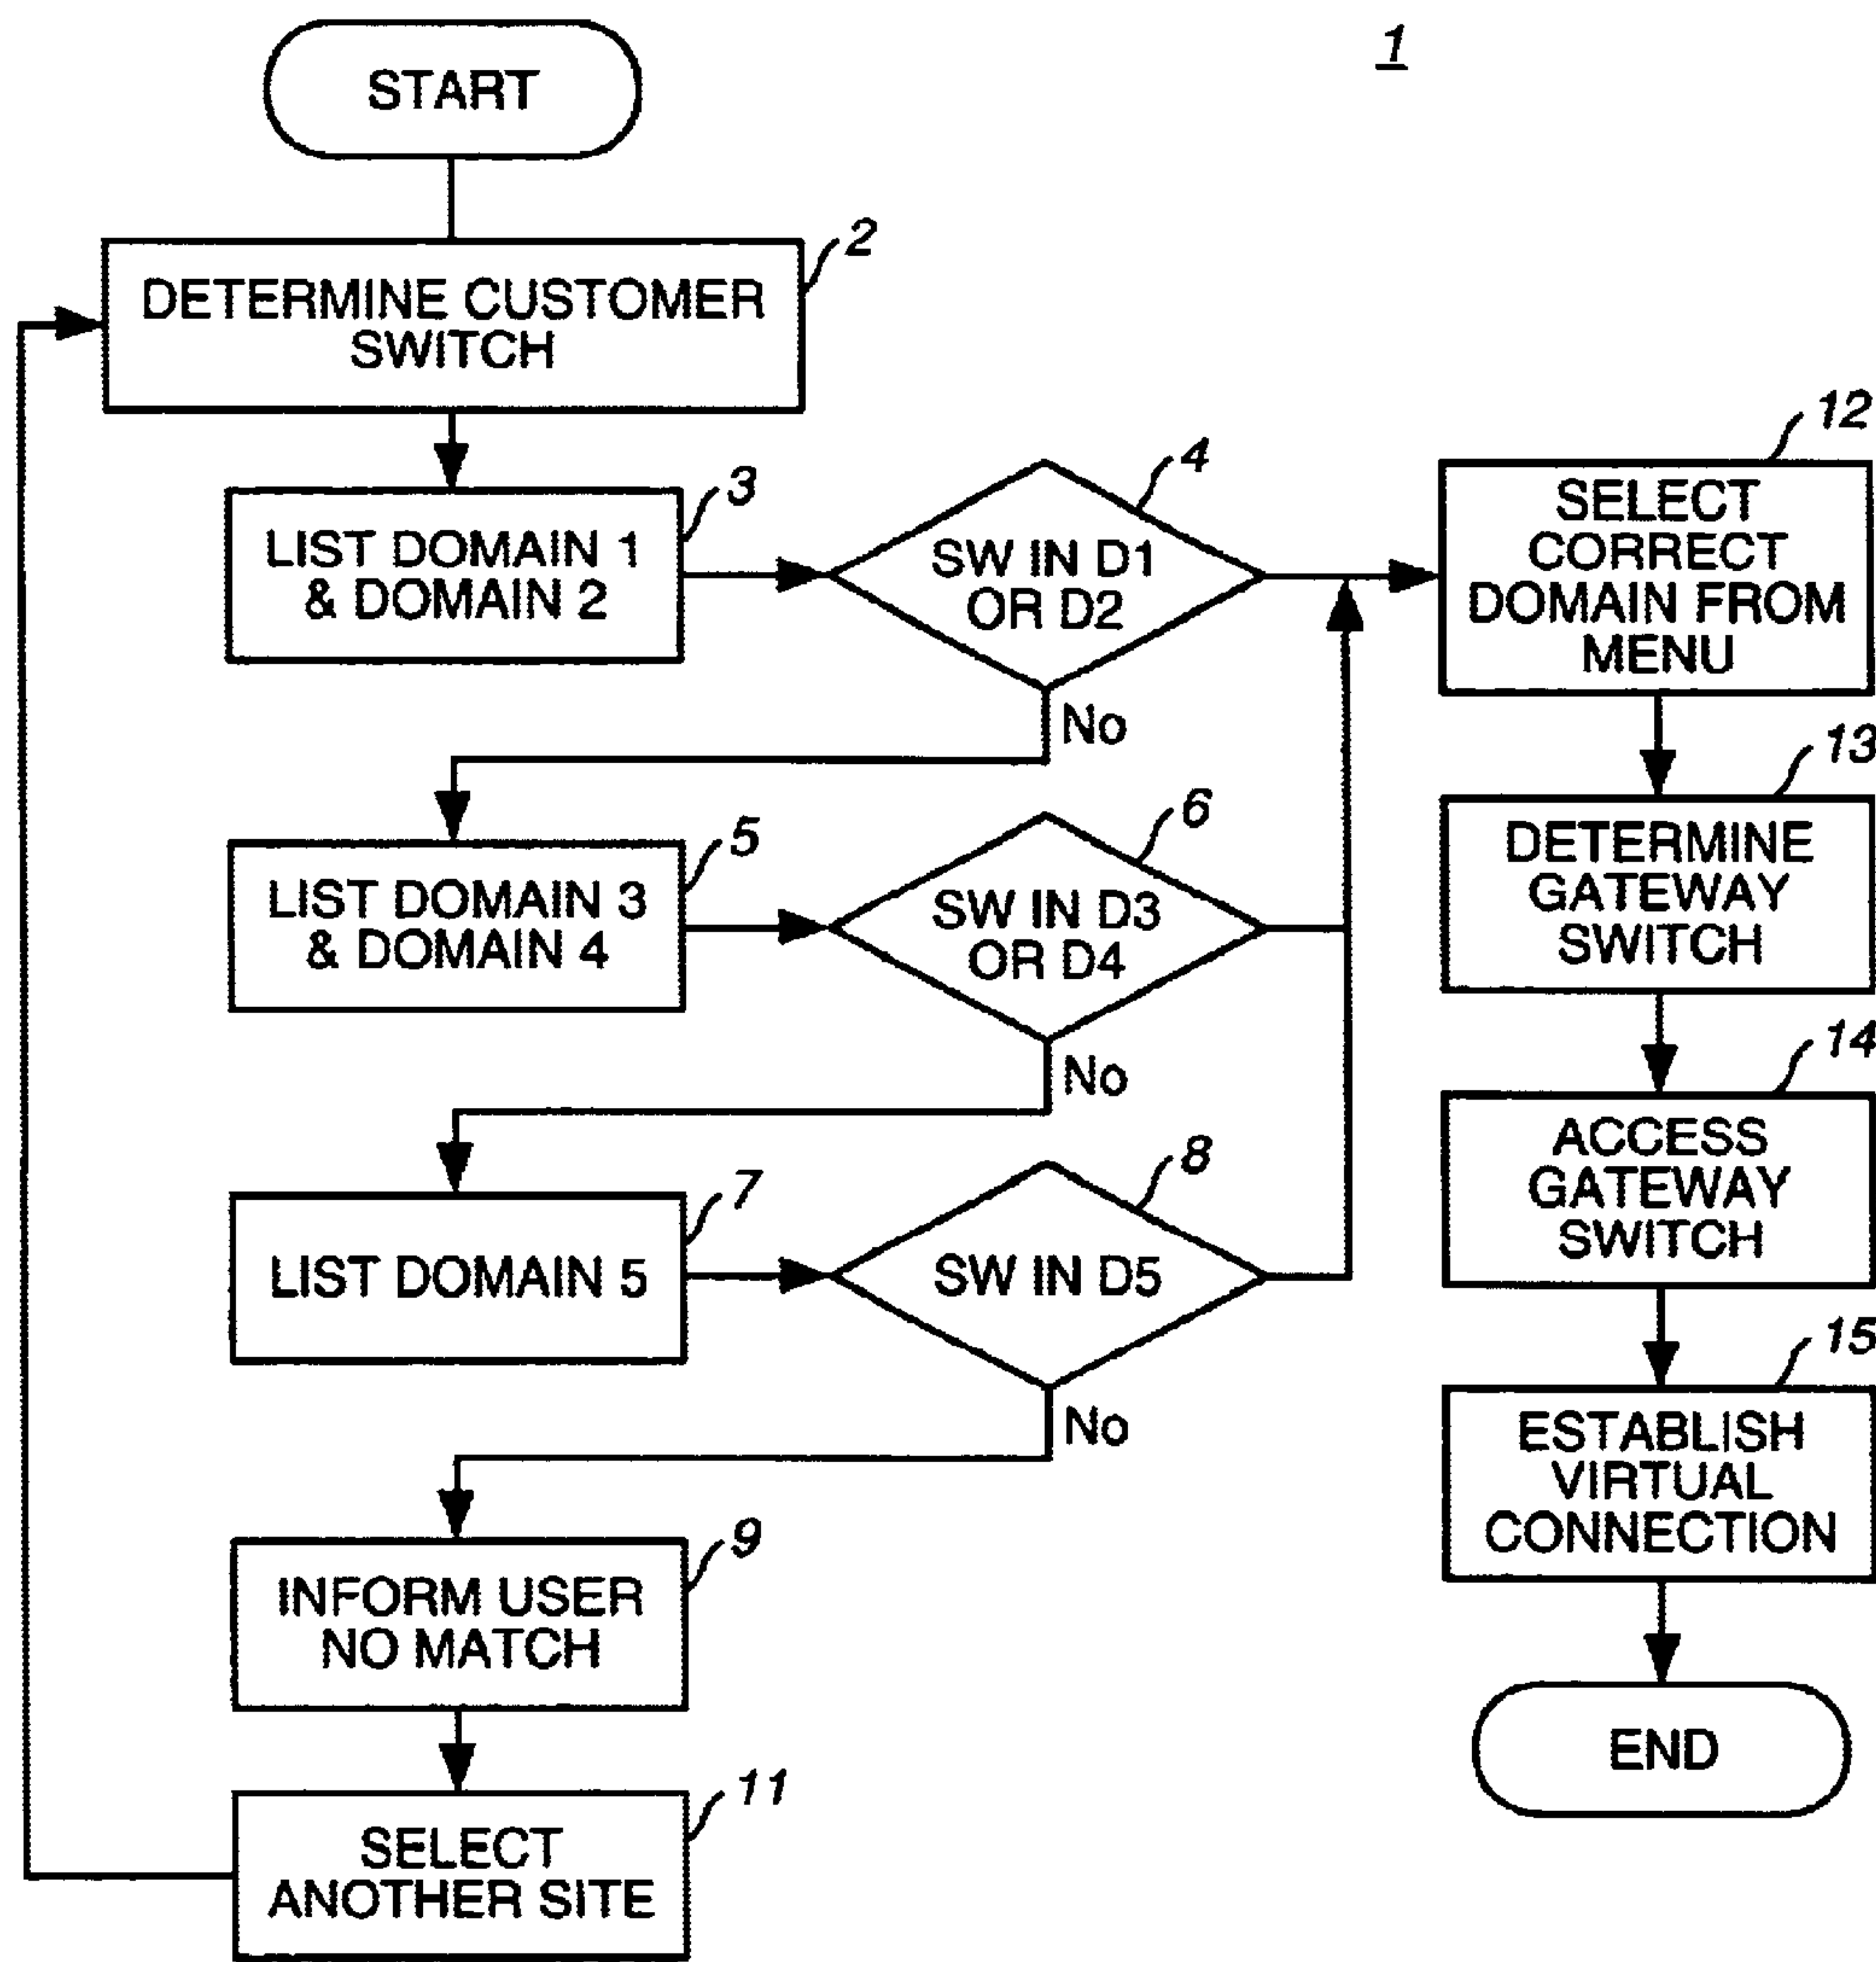 1
START
2
DETERMINE CUSTOMER
SWITCH
3
LIST DOMAIN 1
& DOMAIN 2
4
SW IN D1
OR D2
No
5
LIST DOMAIN 3
& DOMAIN 4
6
SW IN D3
OR D4
No
7
LIST DOMAIN 5
8
SW IN D5
No
9
INFORM USER
NO MATCH
11
SELECT
ANOTHER SITE
12
SELECT
CORRECT
DOMAIN FROM
MENU
13
DETERMINE
GATEWAY
SWITCH
14
ACCESS
GATEWAY
SWITCH
15
ESTABLISH
VIRTUAL
CONNECTION
END